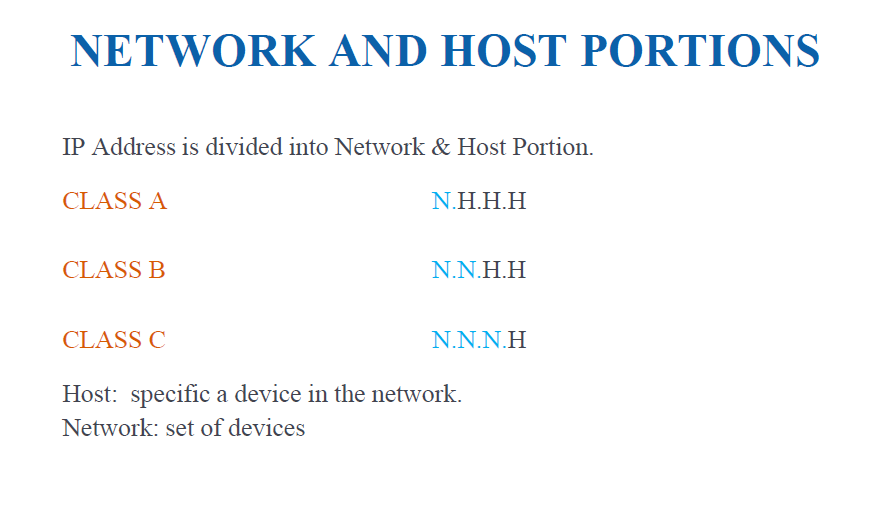 NETWORK AND HOST PORTIONS
IP Address is divided into Network & Host Portion.
CLASS A N.H.H.H
CLASS B N.N.H.H
CLASS C N.N.N.H
Host:  specific a device in the network.
Network: set of devices